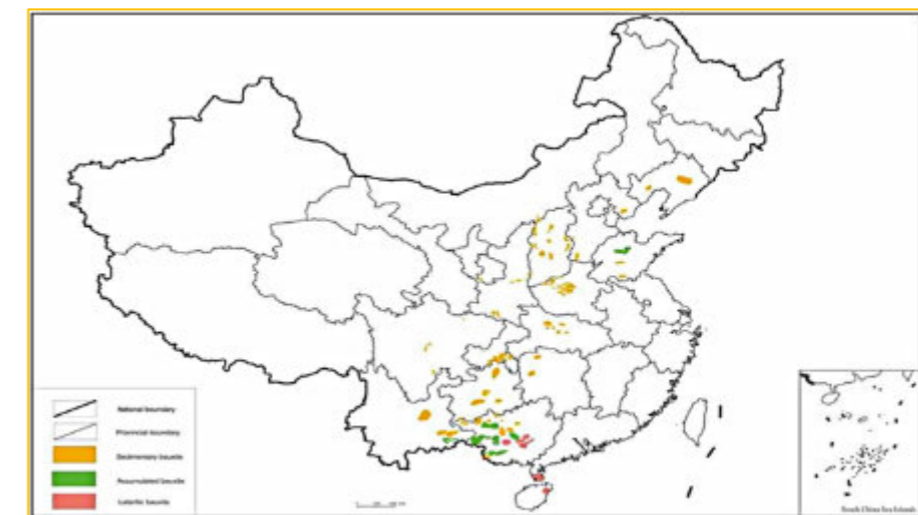 National boundary
Provincial boundary
Sedimentary bauxite
Accumulated bauxite
Lateritic bauxite
South China Sea Islands